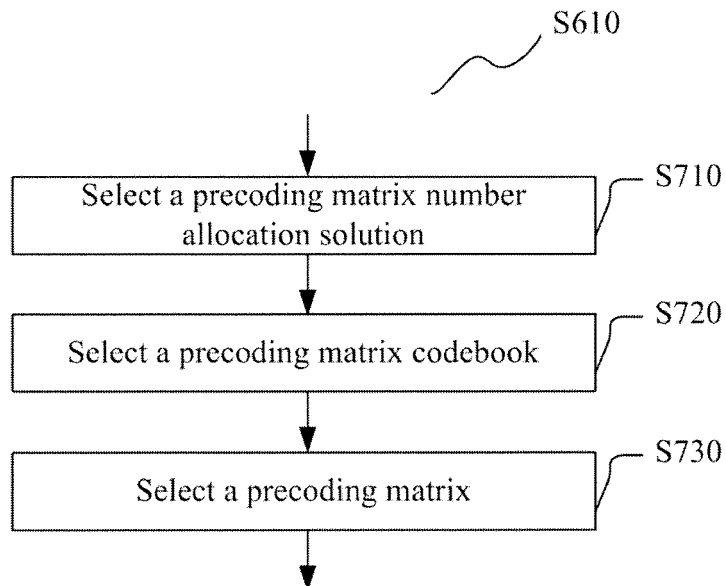 S610
S710
Select a precoding matrix number
allocation solution
S720
Select a precoding matrix codebook
S730
Select a precoding matrix